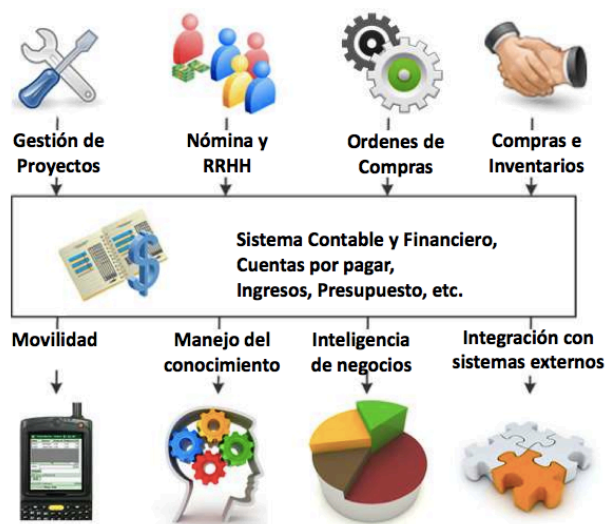 Gestión de
Proyectos
Nómina y
RRHH
Ordenes de
Compras
Compras e
Inventarios
Sistema Contable y Financiero,
Cuentas por pagar,
Ingresos, Presupuesto, etc.
Movilidad
Manejo del
conocimiento
Inteligencia
de negocios
Integración con
sistemas externos